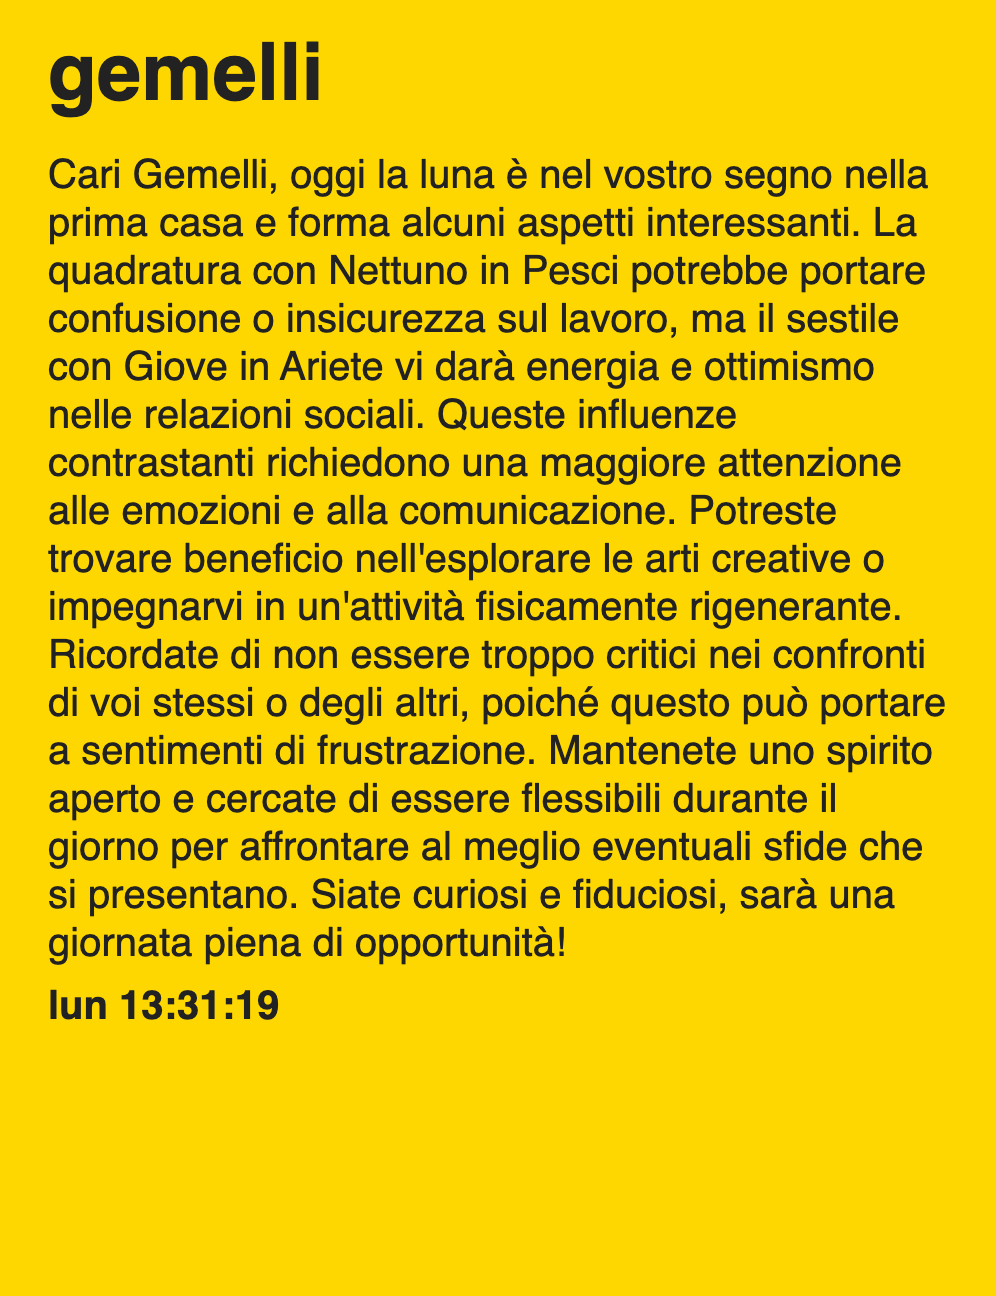 gemelli
Cari Gemelli, oggi la luna è nel vostro segno nella
prima casa e forma alcuni aspetti interessanti. La
quadratura con Nettuno in Pesci potrebbe portare
confusione o insicurezza sul lavoro, ma il sestile
con Giove in Ariete vi darà energia e ottimismo
nelle relazioni sociali. Queste influenze
contrastanti richiedono una maggiore attenzione
alle emozioni e alla comunicazione. Potreste
trovare beneficio nell'esplorare le arti creative o
impegnarvi in un'attività fisicamente rigenerante.
Ricordate di non essere troppo critici nei confronti
di voi stessi o degli altri, poiché questo può portare
a sentimenti di frustrazione. Mantenete uno spirito
aperto e cercate di essere flessibili durante il
giorno per affrontare al meglio eventuali sfide che
si presentano. Siate curiosi e fiduciosi, sarà una
giornata piena di opportunità!
lun 13:31:19